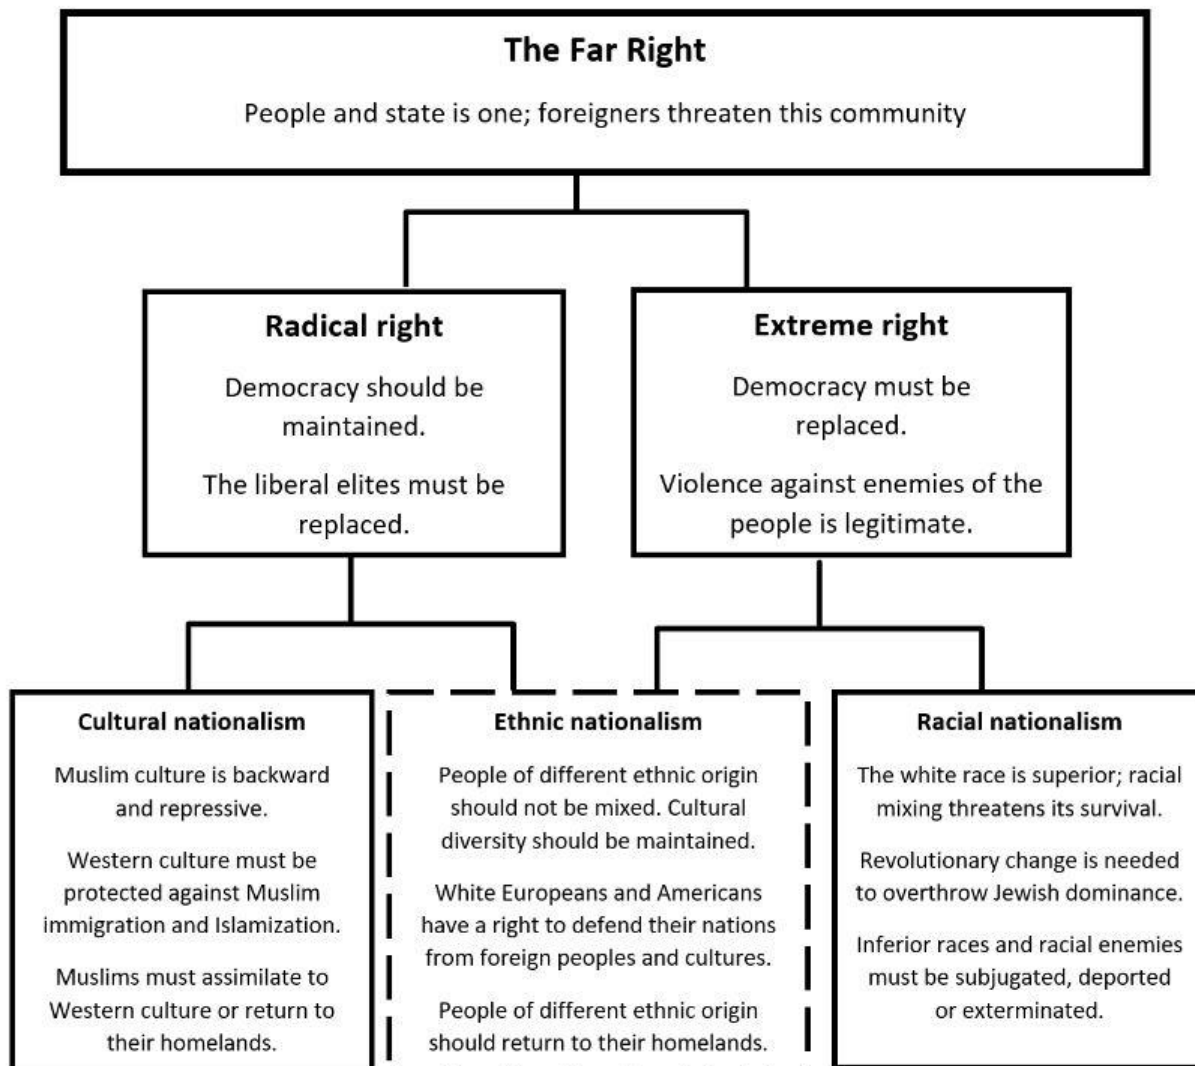 The Far Right
People and state is one; foreigners threaten this community
Radical right
Democracy should be
maintained.
The liberal elites must be
replaced.
Extreme right
Democracy must be
replaced.
Violence against enemies of the
people is legitimate.
Cultural nationalism
Muslim culture is backward
and repressive.
Western culture must be
protected against Muslim
immigration and Islamization.
Muslims must assimilate to
Western culture or return to
their homelands.
Ethnic nationalism
People of different ethnic origin
should not be mixed. Cultural
diversity should be maintained.
White Europeans and Americans
have a right to defend their nations
from foreign peoples and cultures.
People of different ethnic origin
should return to their homelands.
Racial nationalism
The white race is superior; racial
mixing threatens its survival.
Revolutionary change is needed
to overthrow Jewish dominance.
Inferior races and racial enemies
must be subjugated, deported
or exterminated.